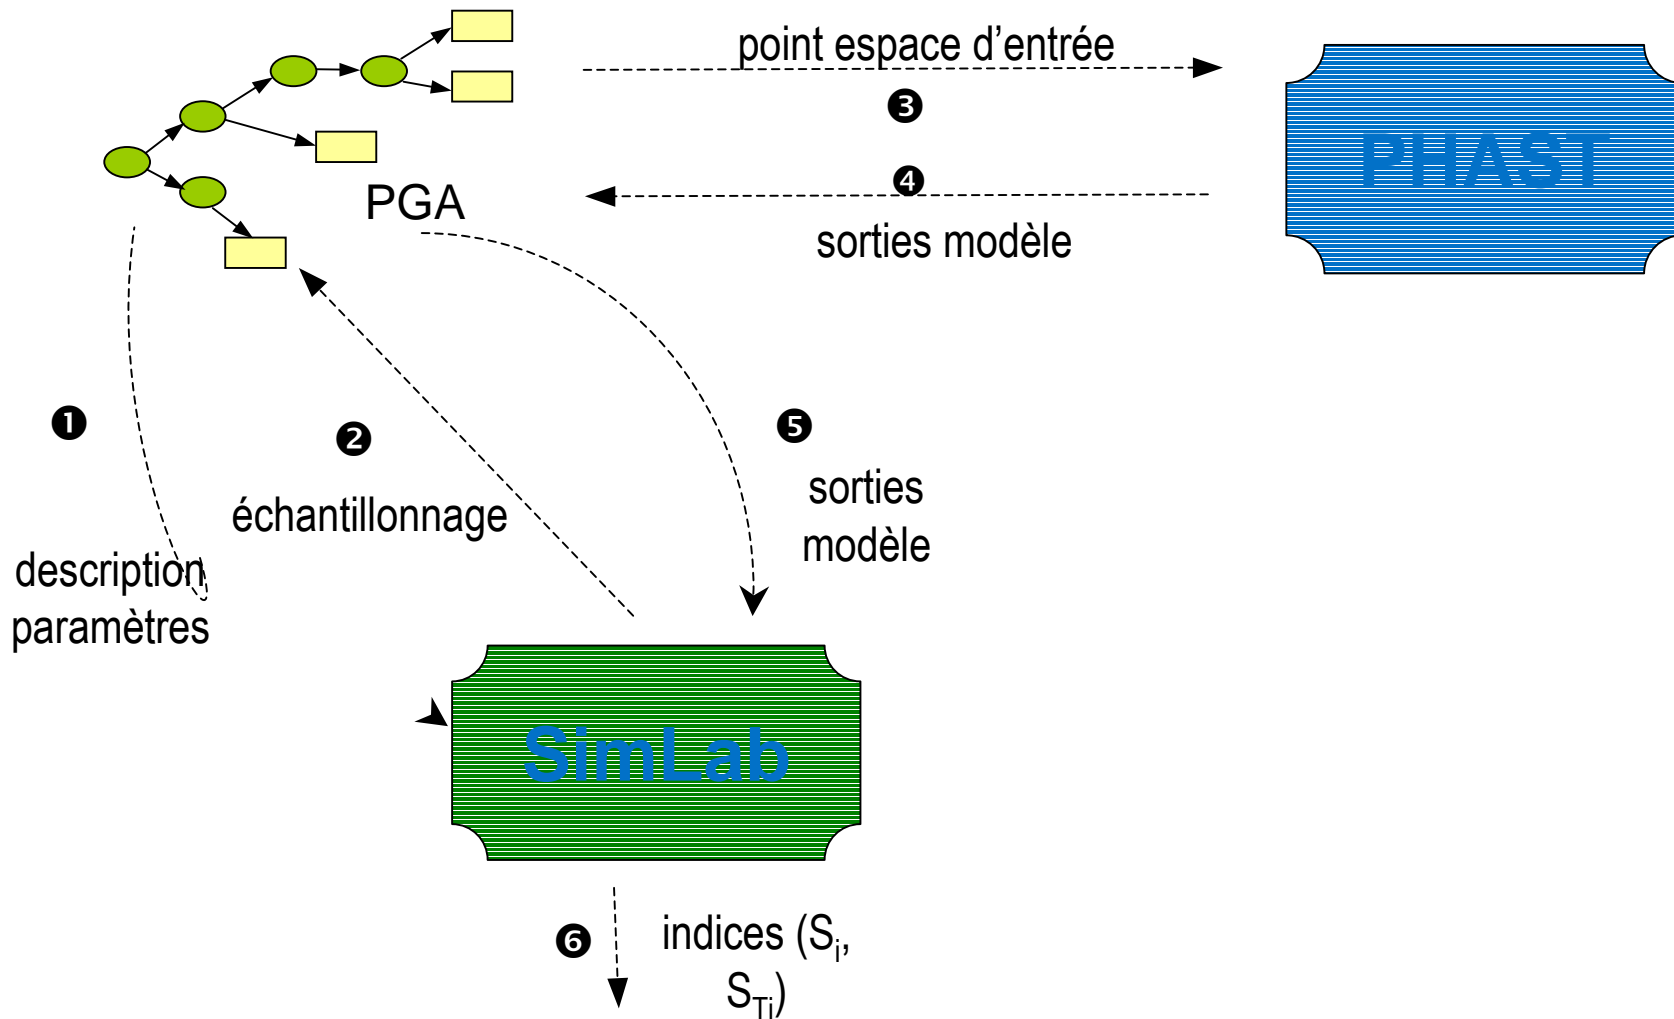 point espace d'entrée
❸
PHAST
❹
PGA
sorties modèle
❶
❷
❺
échantillonnage
sorties
modèle
description
paramètres
SimLab
❻
indices (Si,
STi)